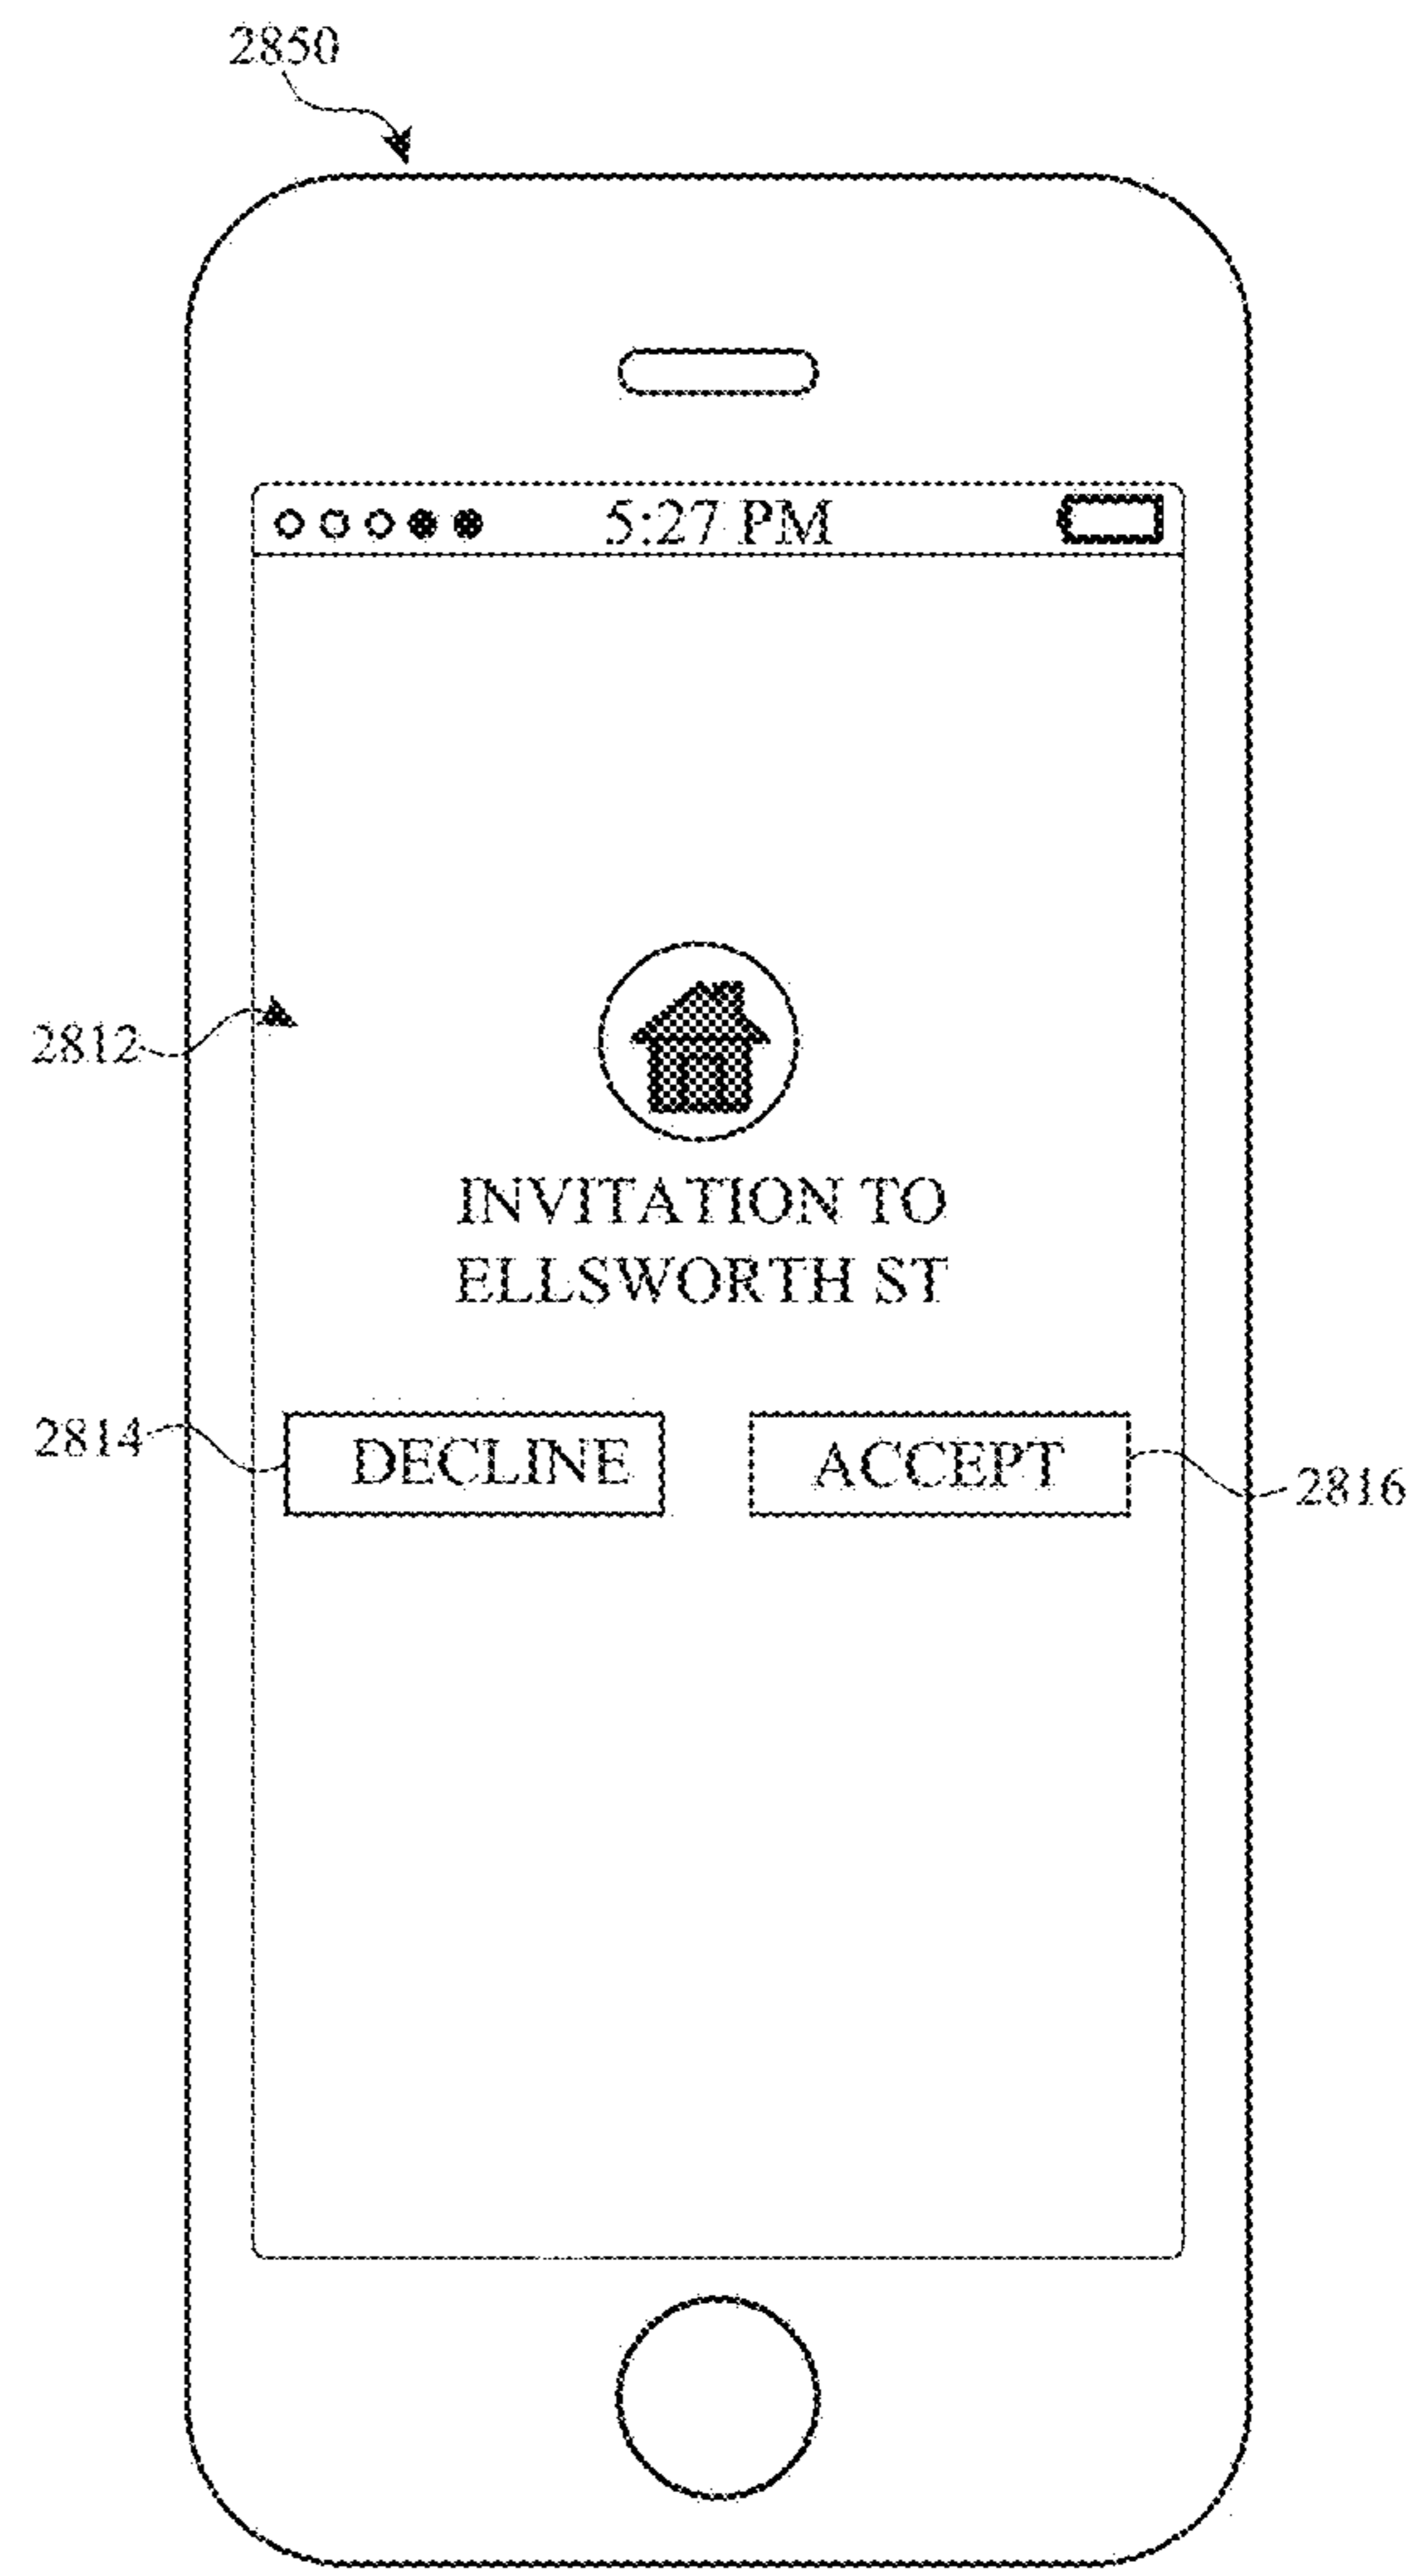 2850
5:27 PM
2812
INVITATION TO
ELLSWORTH ST
2814
DECLINE
ACCEPT
2816